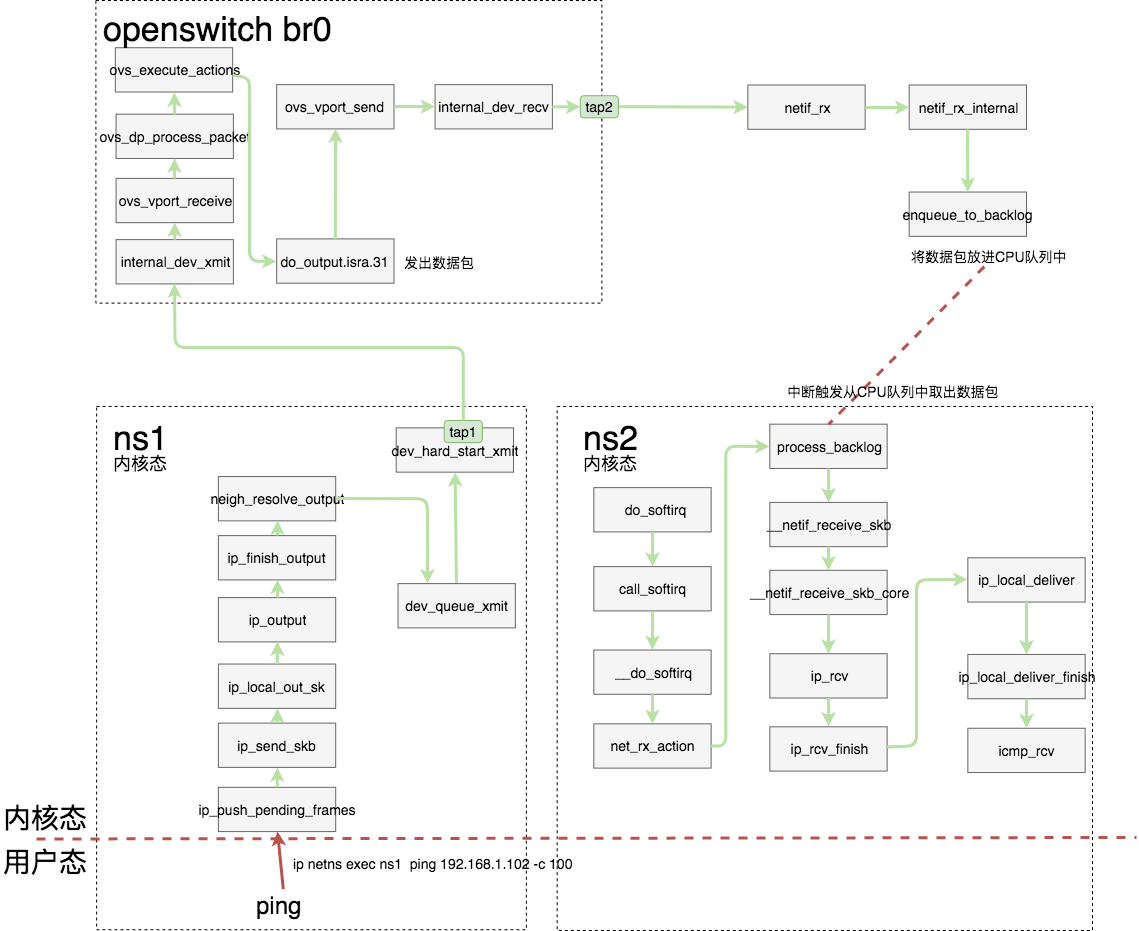 openswitch br0
ovs_execute_actions
ovs_dp_process_packet
ovs_vport_receive
internal_dev_xmit
do_output.isra.31
发出数据包
ovs_vport_send
internal_dev_recv
tap2
netif_rx
netif_rx_internal
enqueue_to_backlog
将数据包放进CPU队列中
中断触发从CPU队列中取出数据包
ns1
内核态
tap1
dev_hard_start_xmit
neigh_resolve_output
ip_finish_output
dev_queue_xmit
ip_output
ip_local_out_sk
ip_send_skb
ip_push_pending_frames
ns2
内核态
do_softirq
call_softirq
__do_softirq
net_rx_action
process_backlog
__netif_receive_skb
__netif_receive_skb_core
ip_rcv
ip_rcv_finish
ip_local_deliver
ip_local_deliver_finish
icmp_rcv
内核态
用户态
ip netns exec ns1  ping 192.168.1.102 -c 100
ping